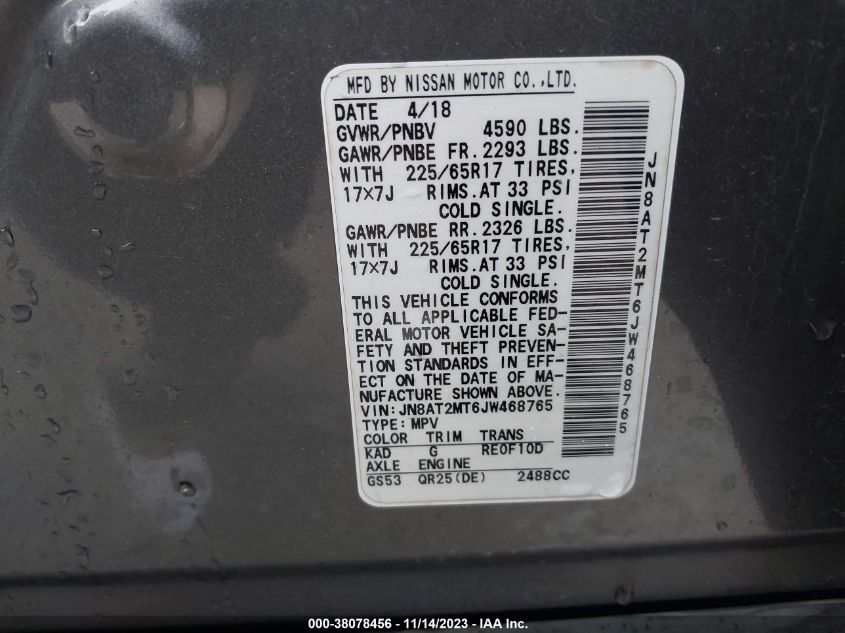 MFD BY NISSAN MOTOR CO.,LTD.
DATE 4/18
GVWR/PNBV 4590 LBS.
GAWR/PNBE FR.2293 LBS.
WITH 225/65R17 TIRES,
17X7J RIMS.AT 33 PSI
COLD SINGLE.
GAWR/PNBE RR.2326 LBS.
WITH 225/65R17 TIRES,
17X7J RIMS.AT 33 PSI
COLD SINGLE.
THIS VEHICLE CONFORMS
TO ALL APPLICABLE FED-
ERAL MOTOR VEHICLE SA-
FETY AND THEFT PREVEN-
TION STANDARDS IN EFF-
ECT ON THE DATE OF MA-
NUFACTURE SHOWN ABOVE.
VIN:JN8AT2MT6JW468765
TYPE:MPV
COLOR TRIM TRANS
KAD G RE0F10D
AXLE ENGINE
GS53 QR25(DE) 2488CC
JN8AT2MT6JW468765
000-38078456 - 11/14/2023 - IAA Inc.